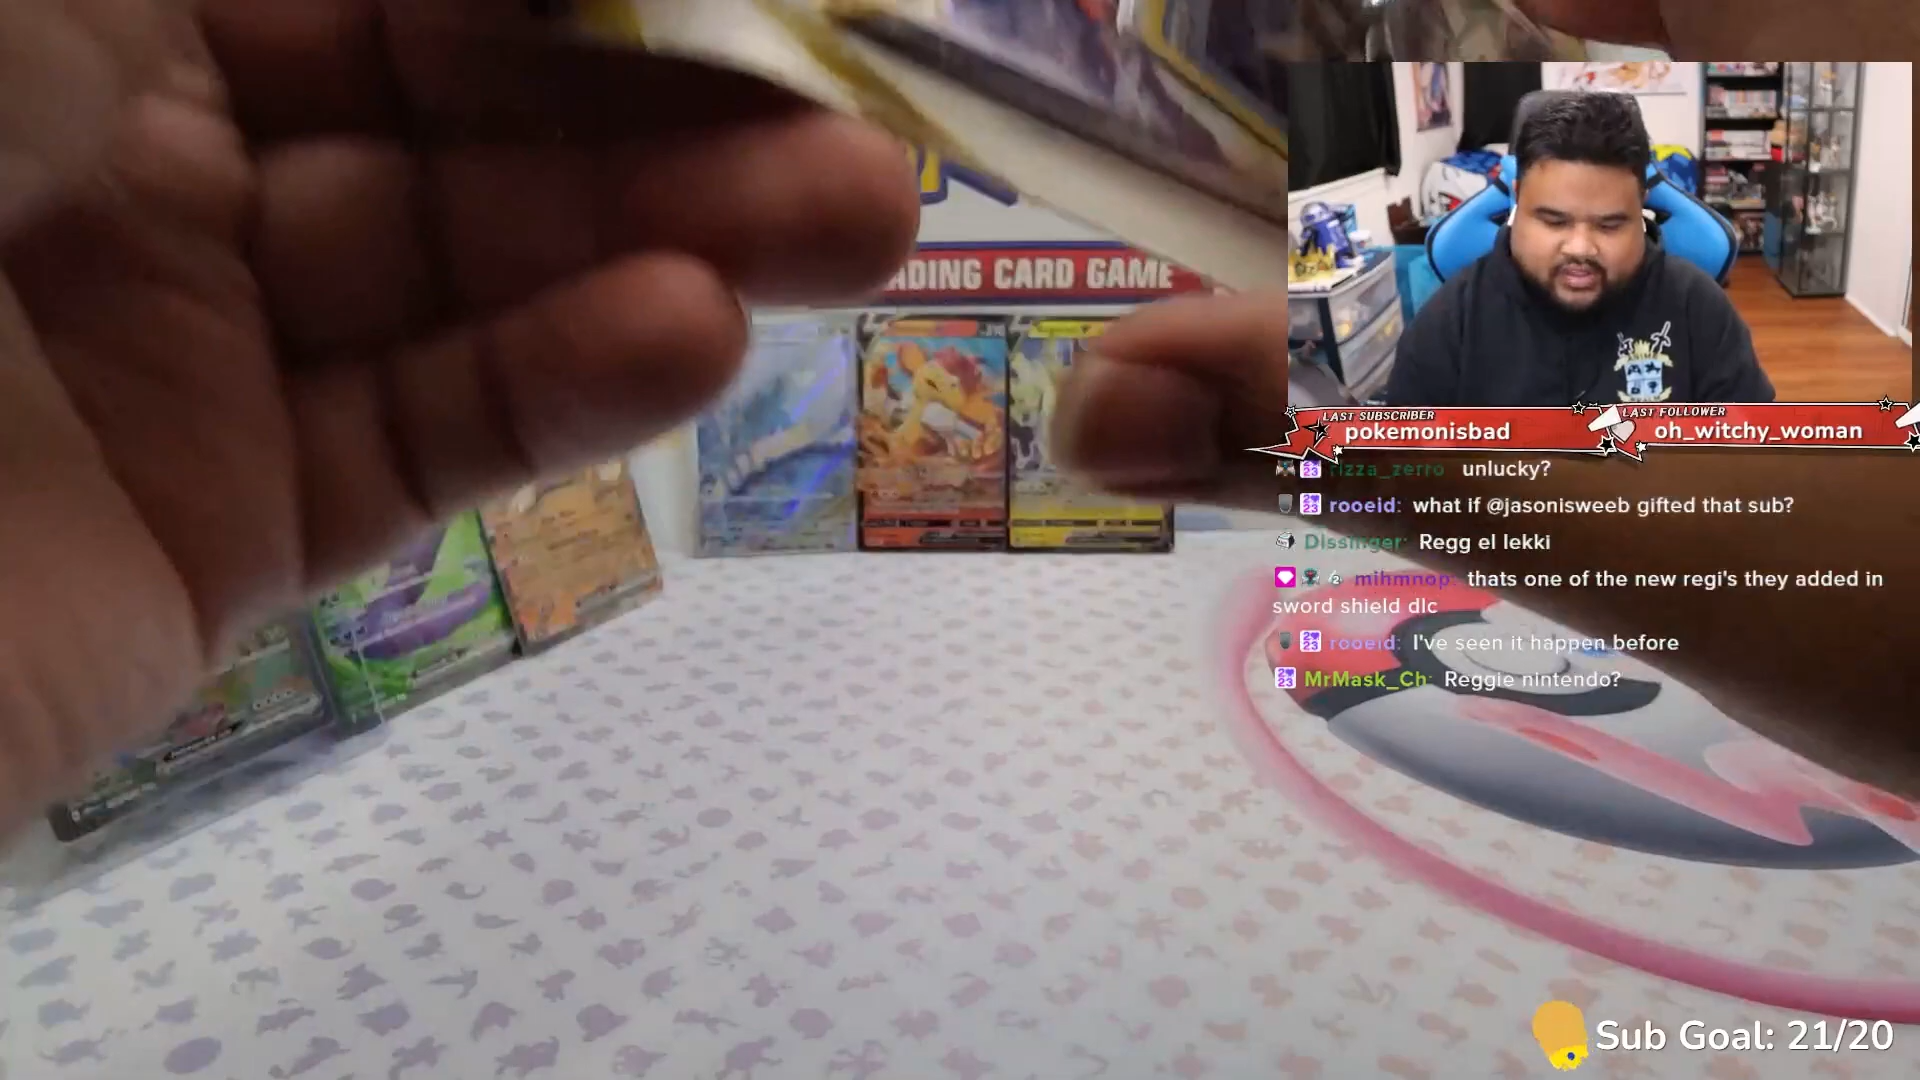 ADING CARD GAME
LAST SUBSCRIBER
pokemonisbad
LAST FOLLOWER
oh_witchy_woman
rizza_zerro unlucky?
rooeid: what if @jasonisweeb gifted that sub?
Dissinger: Regg el lekki
mihmnop: thats one of the new regi's they added in
sword shield dlc
rooeid: I've seen it happen before
MrMask_Ch: Reggie nintendo?
Sub Goal: 21/20